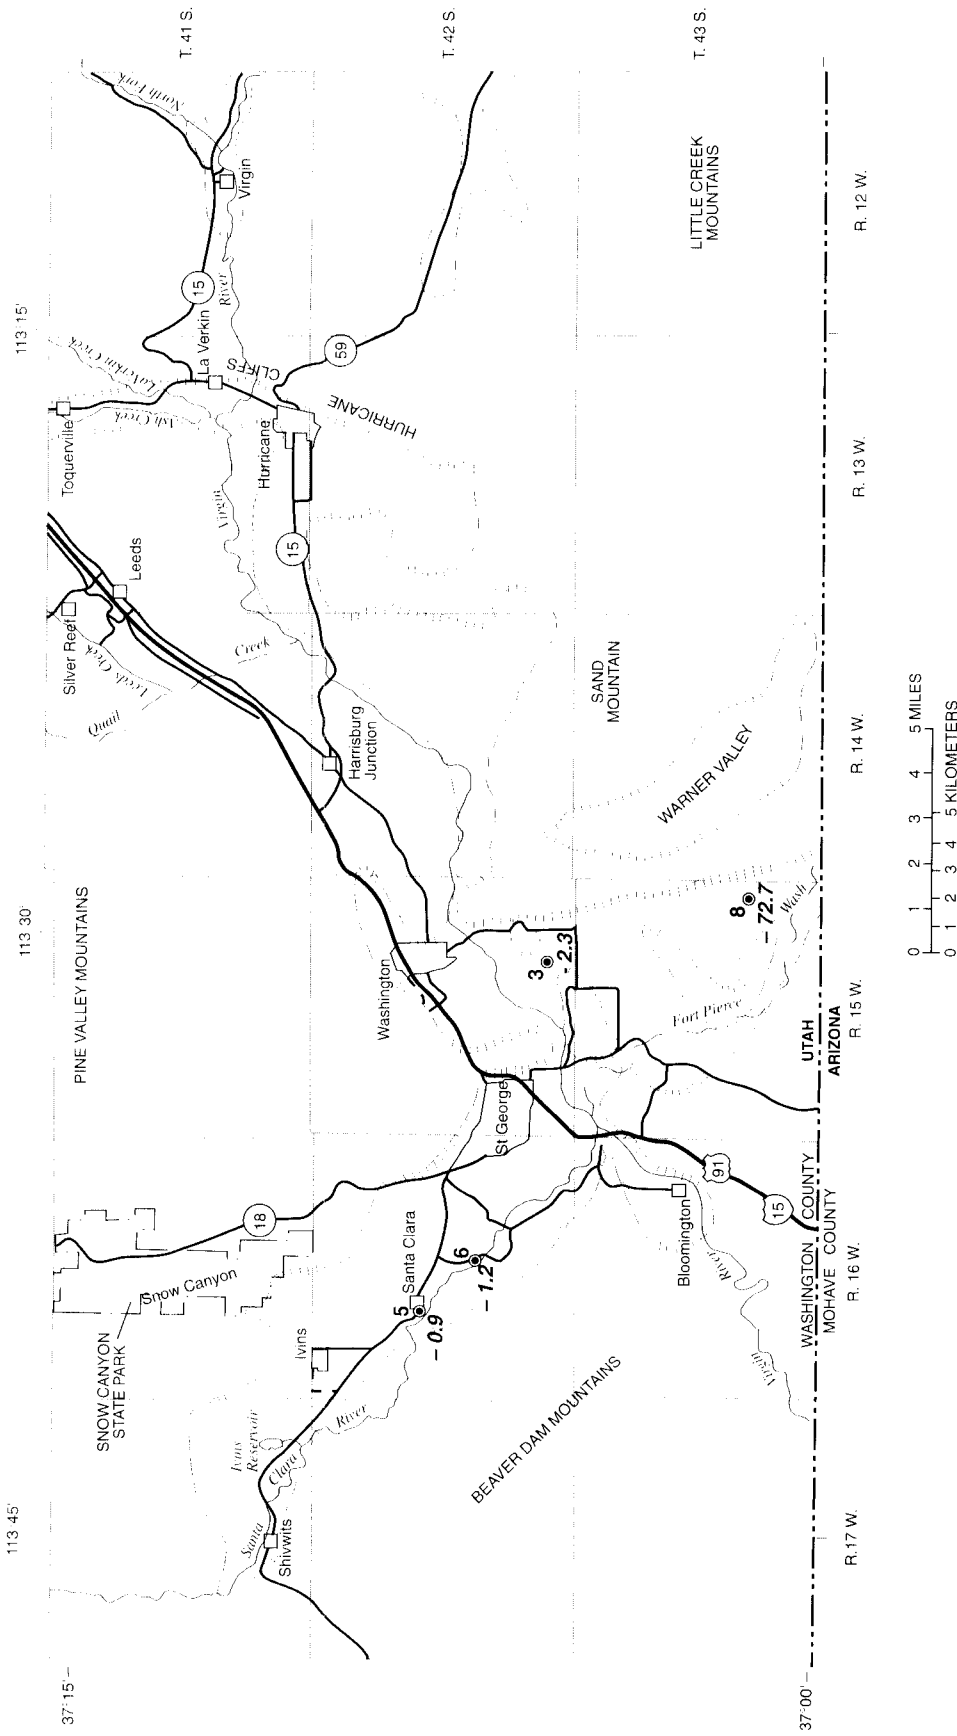 113 45'
113 30'
113 15'
37°15'
37°00'
T. 41 S.
T. 42 S.
T. 43 S.
R. 17 W.
R. 16 W.
R. 15 W.
R. 14 W.
R. 13 W.
R. 12 W.
PINE VALLEY MOUNTAINS
SNOW CANYON
STATE PARK
Snow Canyon
18
Silver Reef
Leeds
Leeds Creek
Quail
Creek
Toquerville
Ash Creek
LaVerkin Creek
La Verkin
15
River
Virgin
North Fork
Hurricane
HURRICANE
CLIFFS
59
Virgin
15
Harrisburg
Junction
Washington
Santa
Clara
River
Shivwits
Ivins
Reservoir
Ivins
Santa Clara
5
- 0.9
6
- 1.2
St George
3
- 2.3
8
- 72.7
Fort Pierce
Wash
WARNER VALLEY
SAND
MOUNTAIN
LITTLE CREEK
MOUNTAINS
BEAVER DAM MOUNTAINS
Bloomington
Virgin
River
91
15
WASHINGTON COUNTY
MOHAVE COUNTY
UTAH
ARIZONA
0 1 2 3 4 5 MILES
0 1 2 3 4 5 KILOMETERS